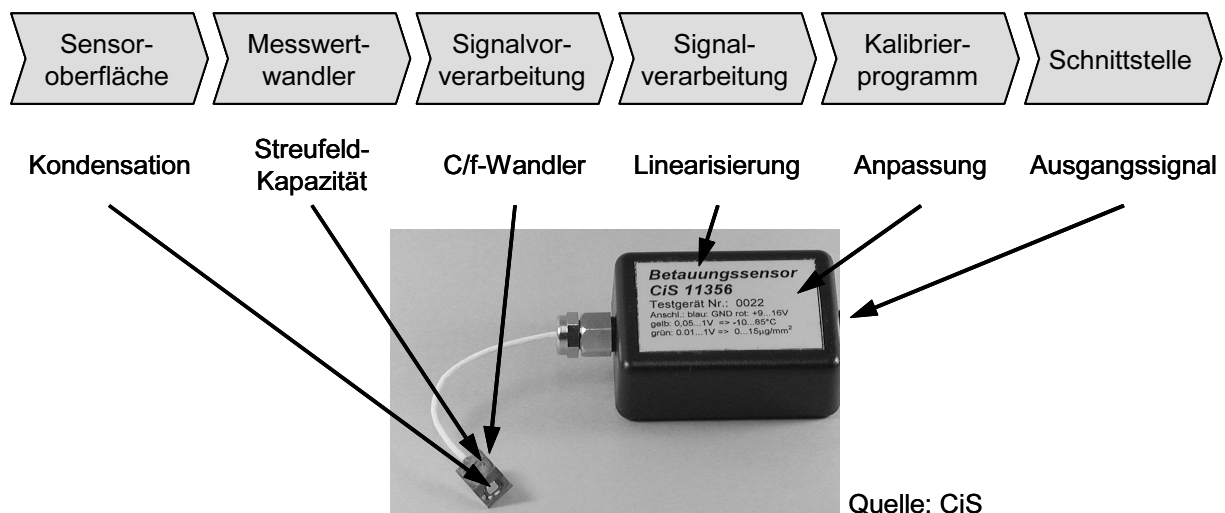 Sensor-
oberfläche
Messwert-
wandler
Signalvor-
verarbeitung
Signal-
verarbeitung
Kalibrier-
programm
Schnittstelle
Kondensation
Streufeld-
Kapazität
C/f-Wandler
Linearisierung
Anpassung
Ausgangssignal
Betauungssensor
CiS 11356
Testgerät Nr.: 0022
Anschl.: blau: GND rot: +9...16V
gelb: 0,05...1V => -10...85°C
grün: 0.01...1V => 0...15µg/mm²
Quelle: CiS